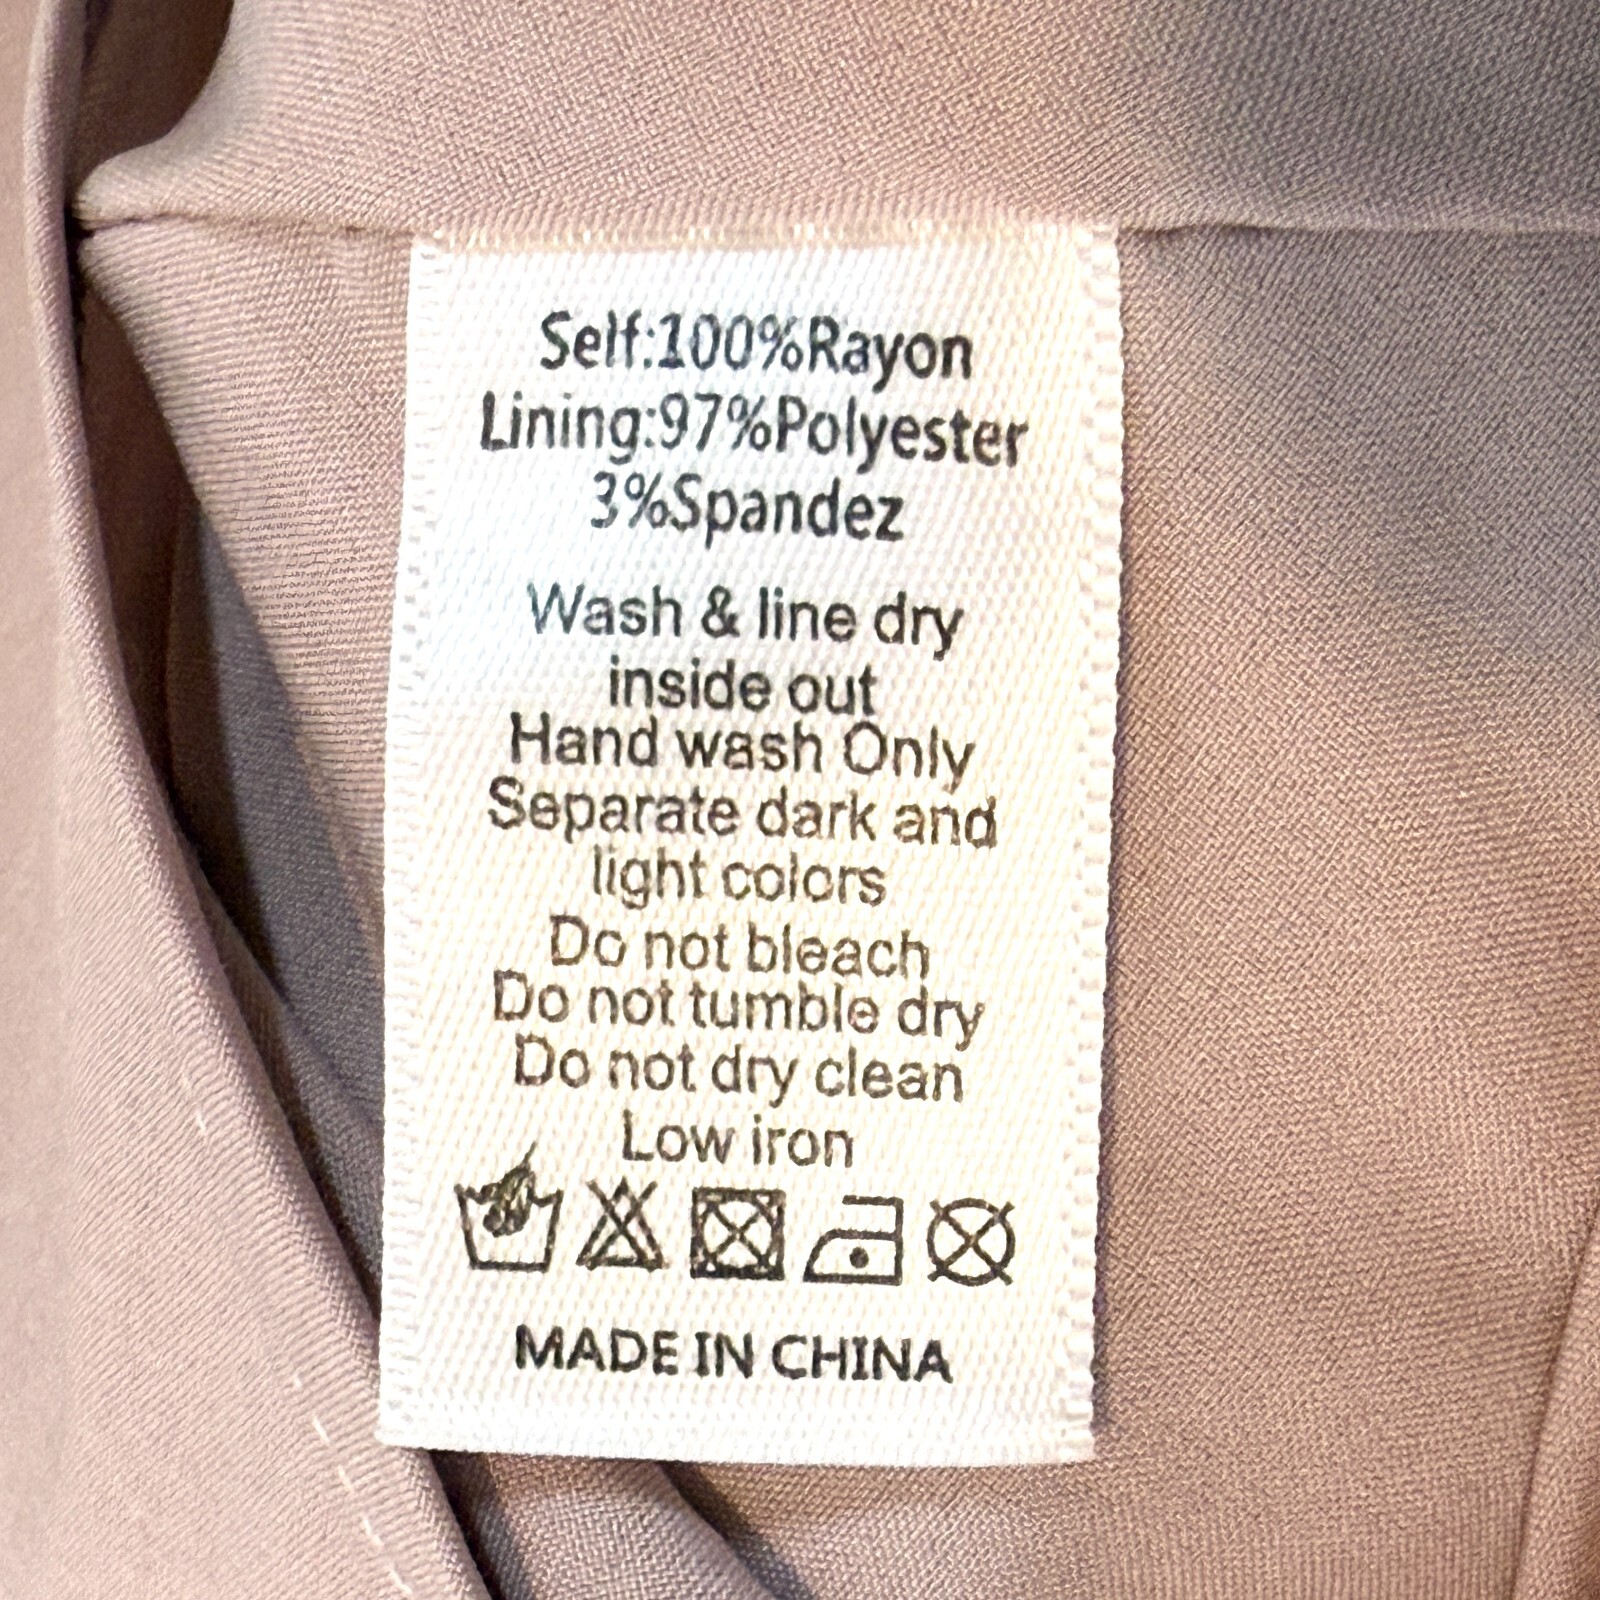 Self:100%Rayon
Lining:97%Polyester
3%Spandez
Wash & line dry
inside out
Hand wash Only
Separate dark and
light colors
Do not bleach
Do not tumble dry
Do not dry clean
Low iron
MADE IN CHINA